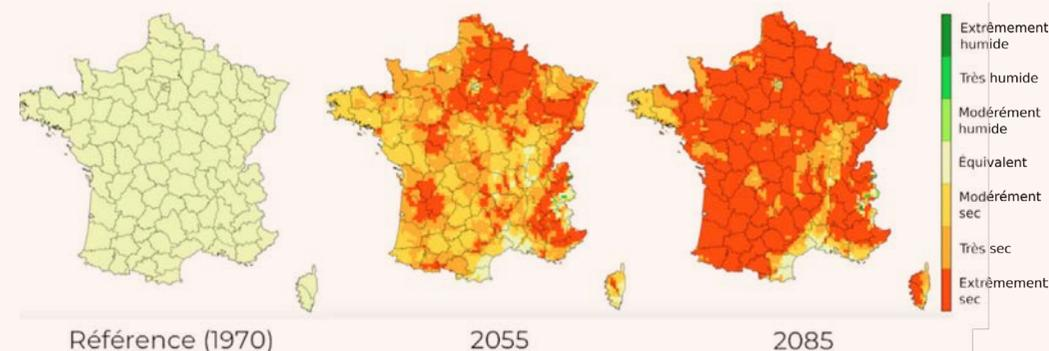 Extrêmement
humide
Très humide
Modérément
humide
Équivalent
Modérément
sec
Très sec
Extrêmement
sec
Référence (1970)
2055
2085